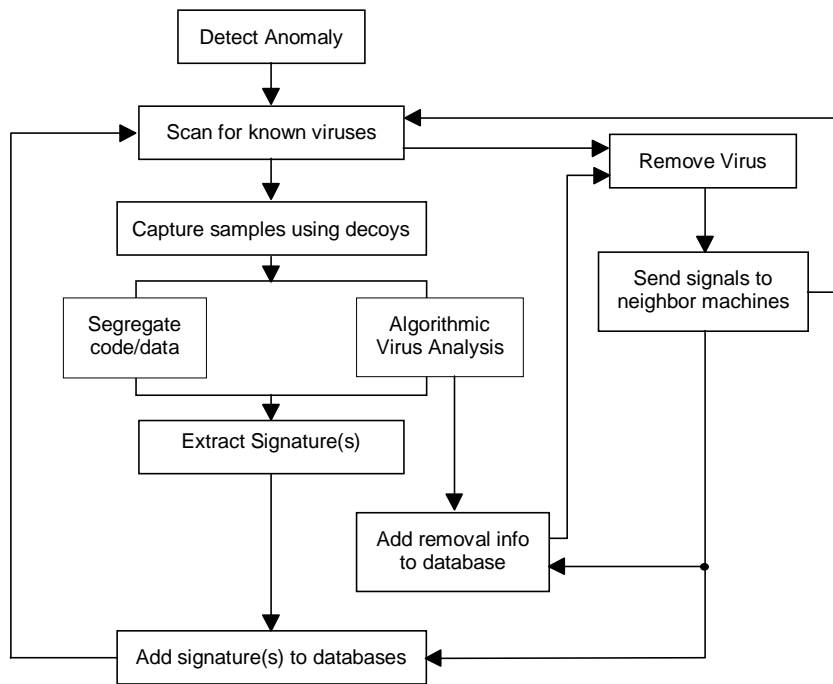 Detect Anomaly
Scan for known viruses
Remove Virus
Capture samples using decoys
Send signals to
neighbor machines
Segregate
code/data
Algorithmic
Virus Analysis
Extract Signature(s)
Add removal info
to database
Add signature(s) to databases